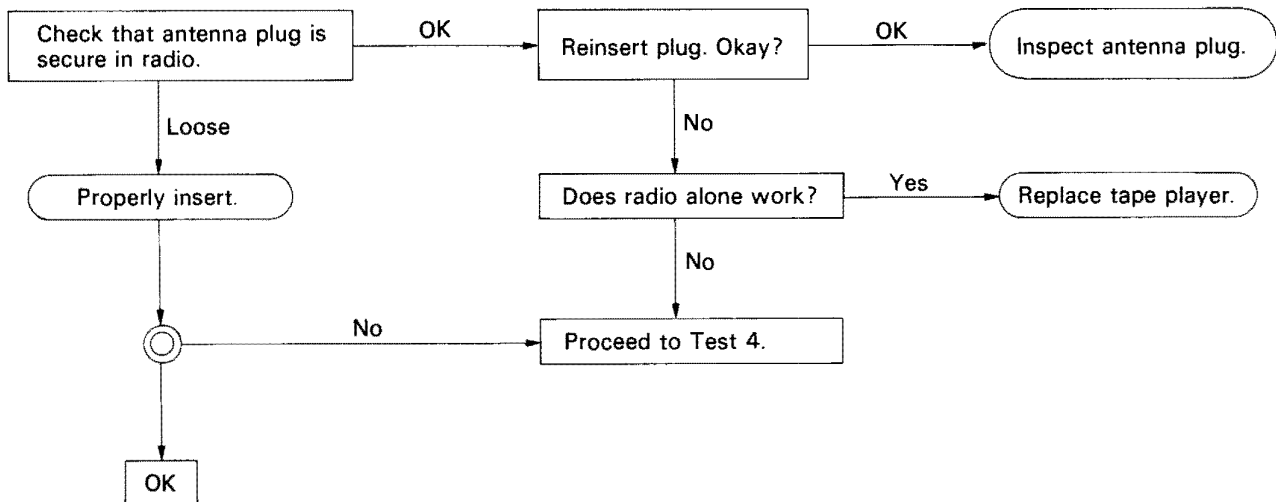 Check that antenna plug is
secure in radio.
OK
Reinsert plug. Okay?
OK
Inspect antenna plug.
Loose
No
Properly insert.
Does radio alone work?
Yes
Replace tape player.
No
No
Proceed to Test 4.
OK